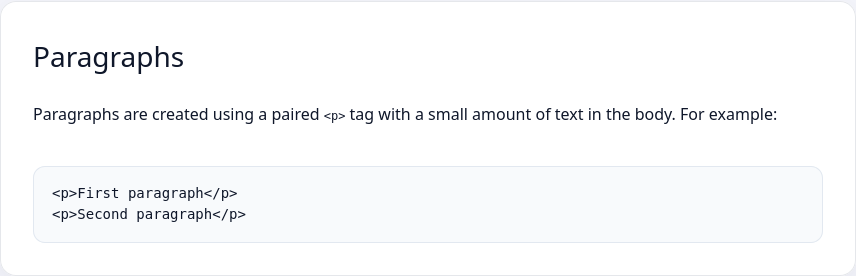 Paragraphs
Paragraphs are created using a paired <p> tag with a small amount of text in the body. For example:
<p>First paragraph</p>
<p>Second paragraph</p>